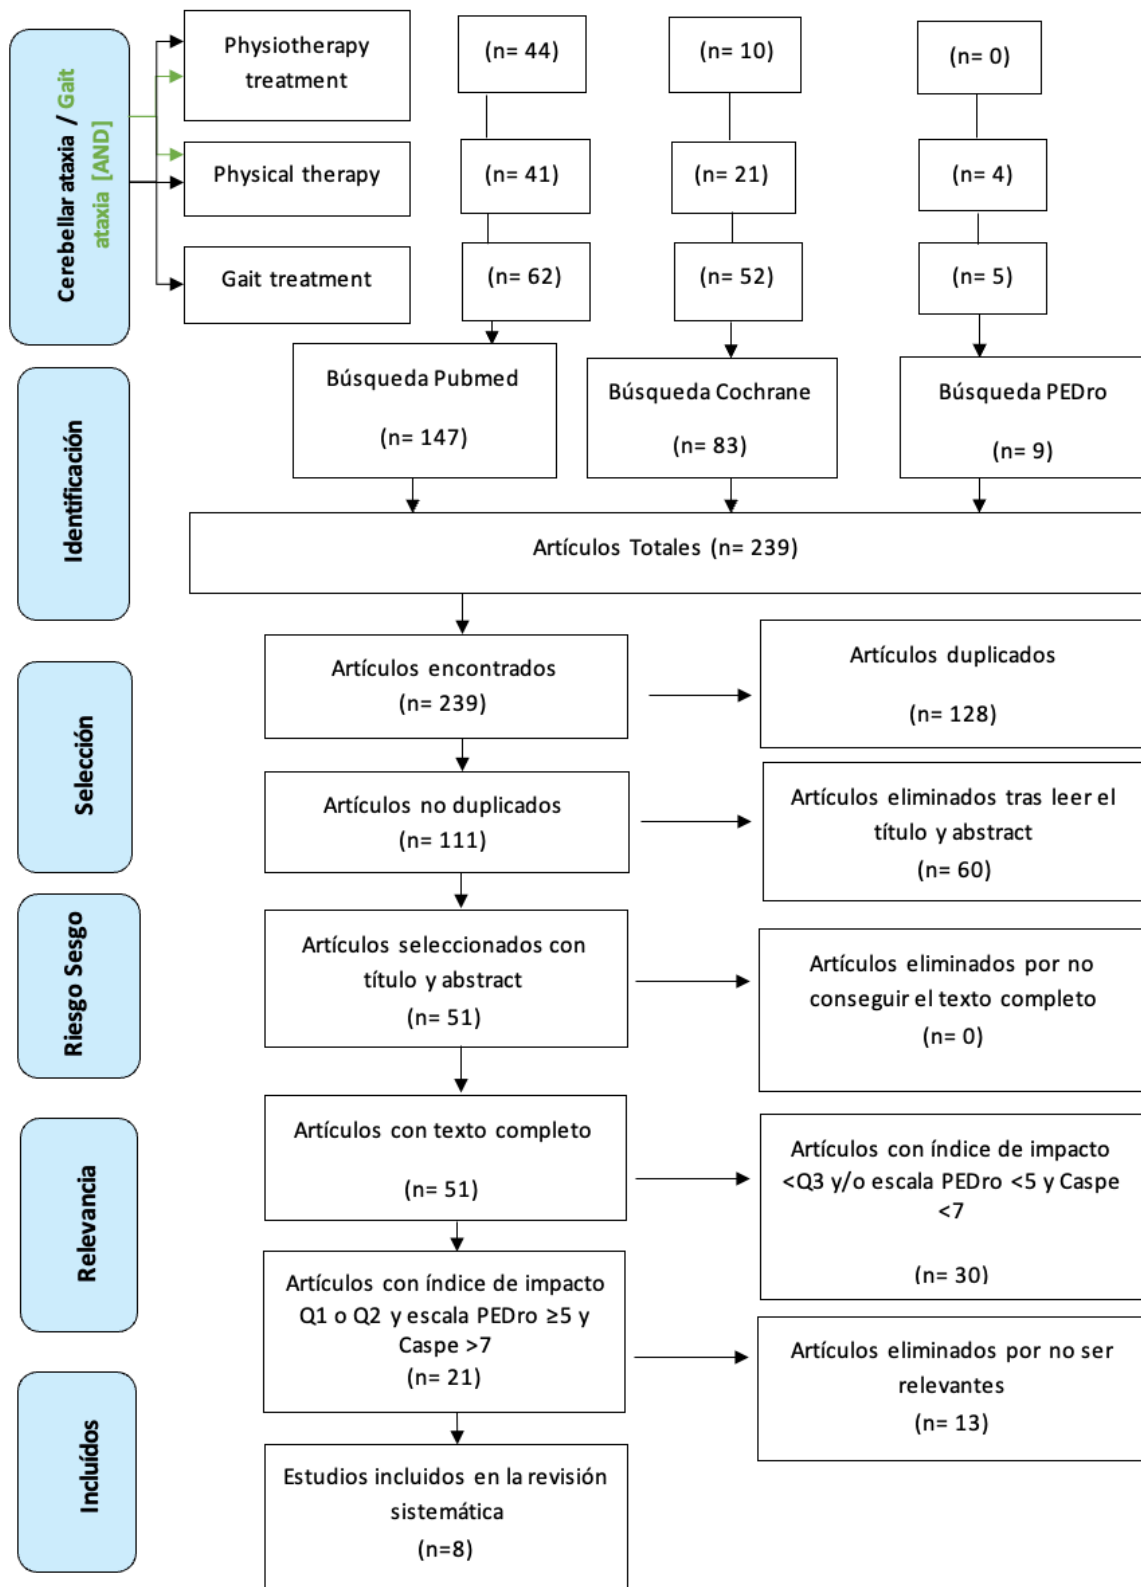 Cerebellar ataxia / Gait
ataxia [AND]
Physiotherapy
treatment
(n= 44)
(n= 10)
(n= 0)
Physical therapy
(n= 41)
(n= 21)
(n= 4)
Gait treatment
(n= 62)
(n= 52)
(n= 5)
Identificación
Búsqueda Pubmed
(n= 147)
Búsqueda Cochrane
(n= 83)
Búsqueda PEDro
(n= 9)
Artículos Totales (n= 239)
Selección
Artículos encontrados
(n= 239)
Artículos duplicados
(n= 128)
Artículos no duplicados
(n= 111)
Artículos eliminados tras leer el
título y abstract
(n= 60)
Riesgo Sesgo
Artículos seleccionados con
título y abstract
(n= 51)
Artículos eliminados por no
conseguir el texto completo
(n= 0)
Relevancia
Artículos con texto completo
(n= 51)
Artículos con índice de impacto
<Q3 y/o escala PEDro <5 y Caspe
<7
(n= 30)
Artículos con índice de impacto
Q1 o Q2 y escala PEDro ≥5 y
Caspe >7
(n= 21)
Artículos eliminados por no ser
relevantes
(n= 13)
Incluídos
Estudios incluidos en la revisión
sistemática
(n=8)